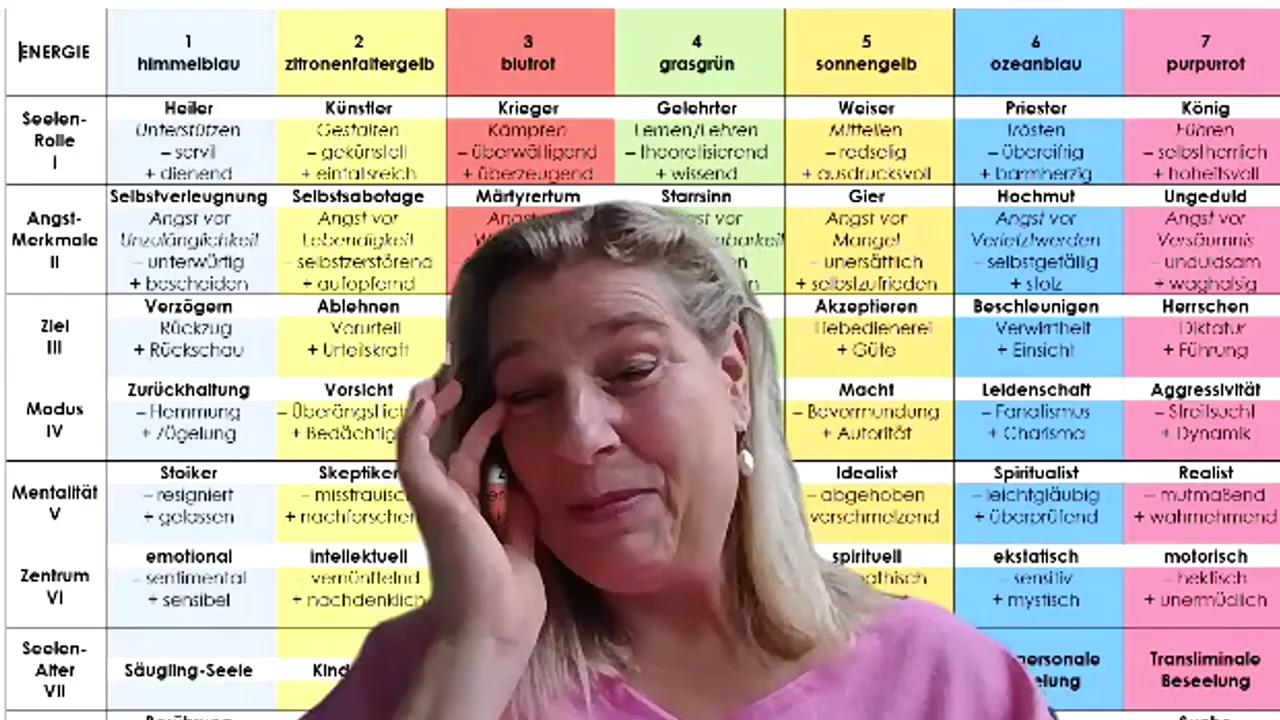 ENERGIE
1
himmelblau
2
zitronenfaltergelb
3
blutrot
4
grasgrün
5
sonnengelb
6
ozeanblau
7
purpurrot
Seelen-
Rolle
I
Heiler
Unterstützen
– servil
+ dienend
Künstler
Gestalten
– gekünstelt
+ einfallsreich
Krieger
Kämpfen
– überwältigend
+ überzeugend
Gelehrter
Lernen/Lehren
– theoretisierend
+ wissend
Weiser
Mitteilen
– redselig
+ ausdrucksvoll
Priester
Trösten
– übereifrig
+ barmherzig
König
Führen
– selbstherrlich
+ hoheitsvoll
Angst-
Merkmale
II
Selbstverleugnung
Angst vor
Unzulänglichkeit
– unterwürfig
+ bescheiden
Selbstsabotage
Angst vor
Lebendigkeit
– selbstzerstörend
+ aufopfernd
Märtyrertum
Starrsinn
vor
Gier
Angst vor
Mangel
– unersättlich
+ selbstzufrieden
Hochmut
Angst vor
Verletztwerden
– selbstgefällig
+ stolz
Ungeduld
Angst vor
Versäumnis
– unduldsam
+ waghalsig
Ziel
III
Verzögern
– Rückzug
+ Rückschau
Ablehnen
– Vorurteil
+ Urteilskraft
Akzeptieren
– Liebedienerei
+ Güte
Beschleunigen
– Verwirrtheit
+ Einsicht
Herrschen
– Diktatur
+ Führung
Modus
IV
Zurückhaltung
– Hemmung
+ Zügelung
Vorsicht
Macht
– Bevormundung
+ Autorität
Leidenschaft
– Fanatismus
+ Charisma
Aggressivität
– Streitsucht
+ Dynamik
Mentalität
V
Stoiker
– resigniert
+ gelassen
Skeptiker
Idealist
– abgehoben
verschmelzend
Spiritualist
– leichtgläubig
+ überprüfend
Realist
– mutmaßend
+ wahrnehmend
Zentrum
VI
emotional
– sentimental
+ sensibel
intellektuell
– vernünftelnd
+ nachdenklich
spirituell
ekstatisch
– sensitiv
+ mystisch
motorisch
– hektisch
+ unermüdlich
Seelen-
Alter
VII
Säugling-Seele
Transliminale
Beseelung